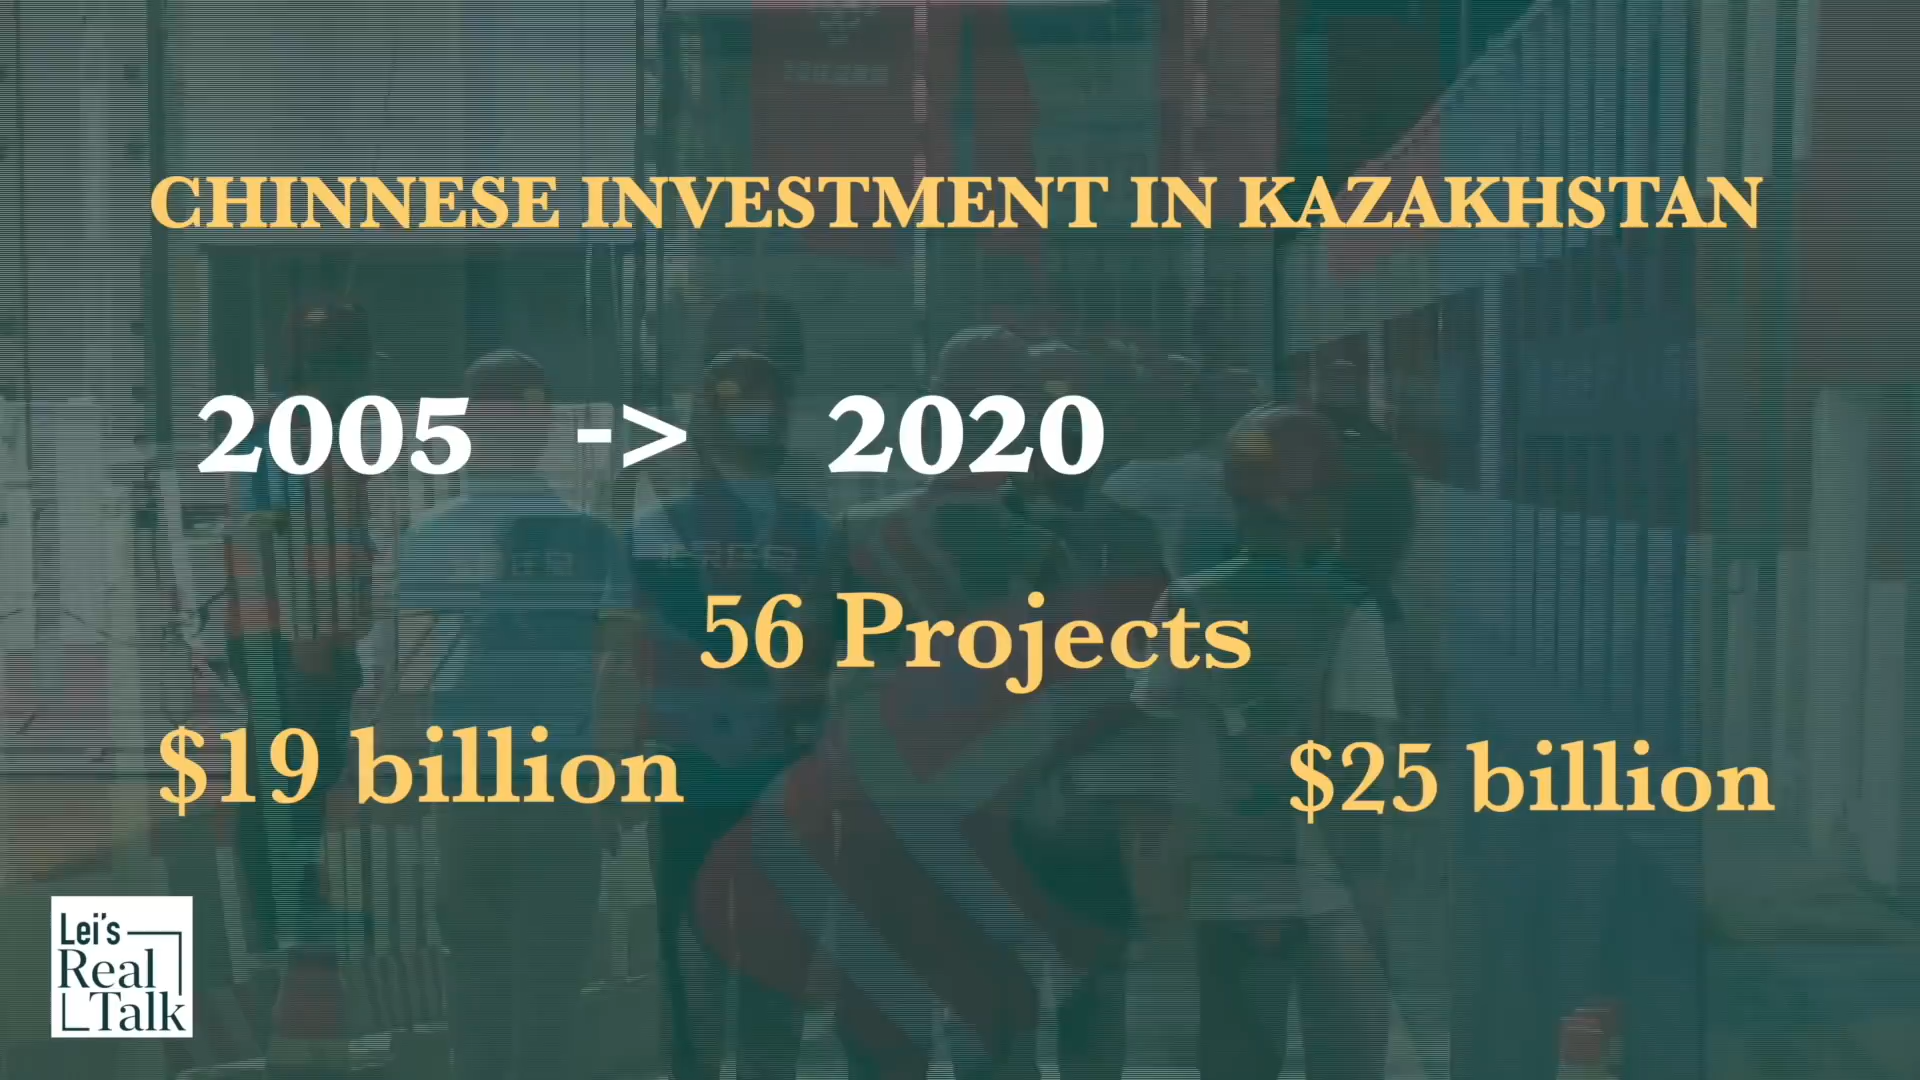 CHINNESE INVESTMENT IN KAZAKHSTAN
2005 -> 2020
56 Projects
$19 billion
$25 billion
Lei's
Real
Talk